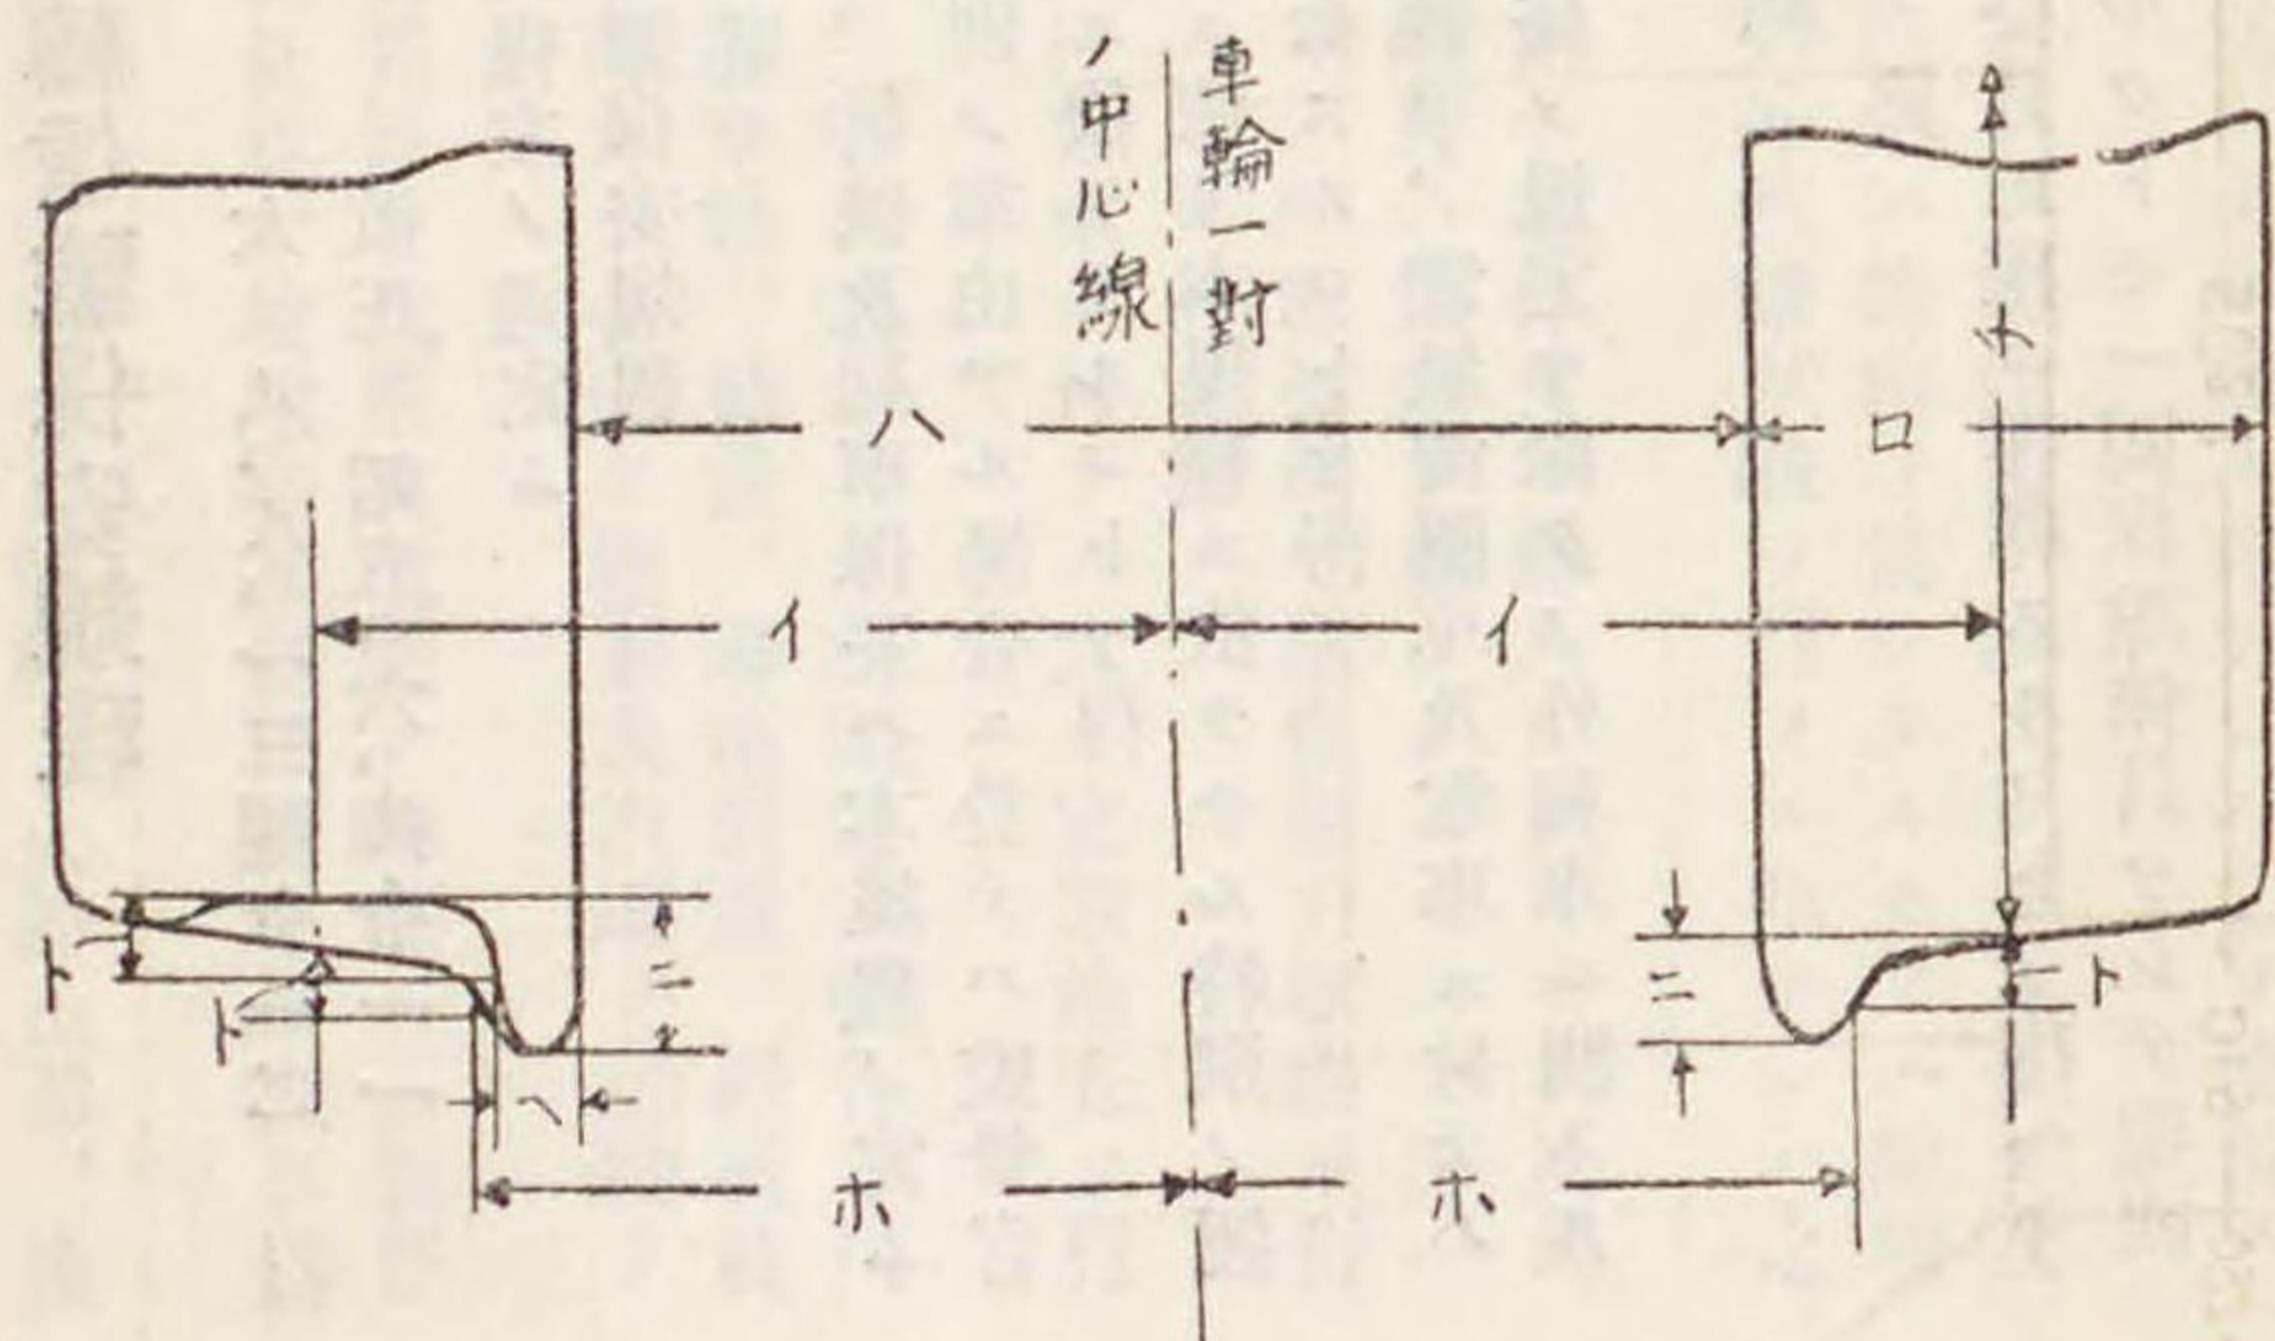 車輪一對
ノ中心線
チ
ハ
ロ
イ
イ
ニ
ニ
ト
ト
ト
ヘ
ホ
ホ